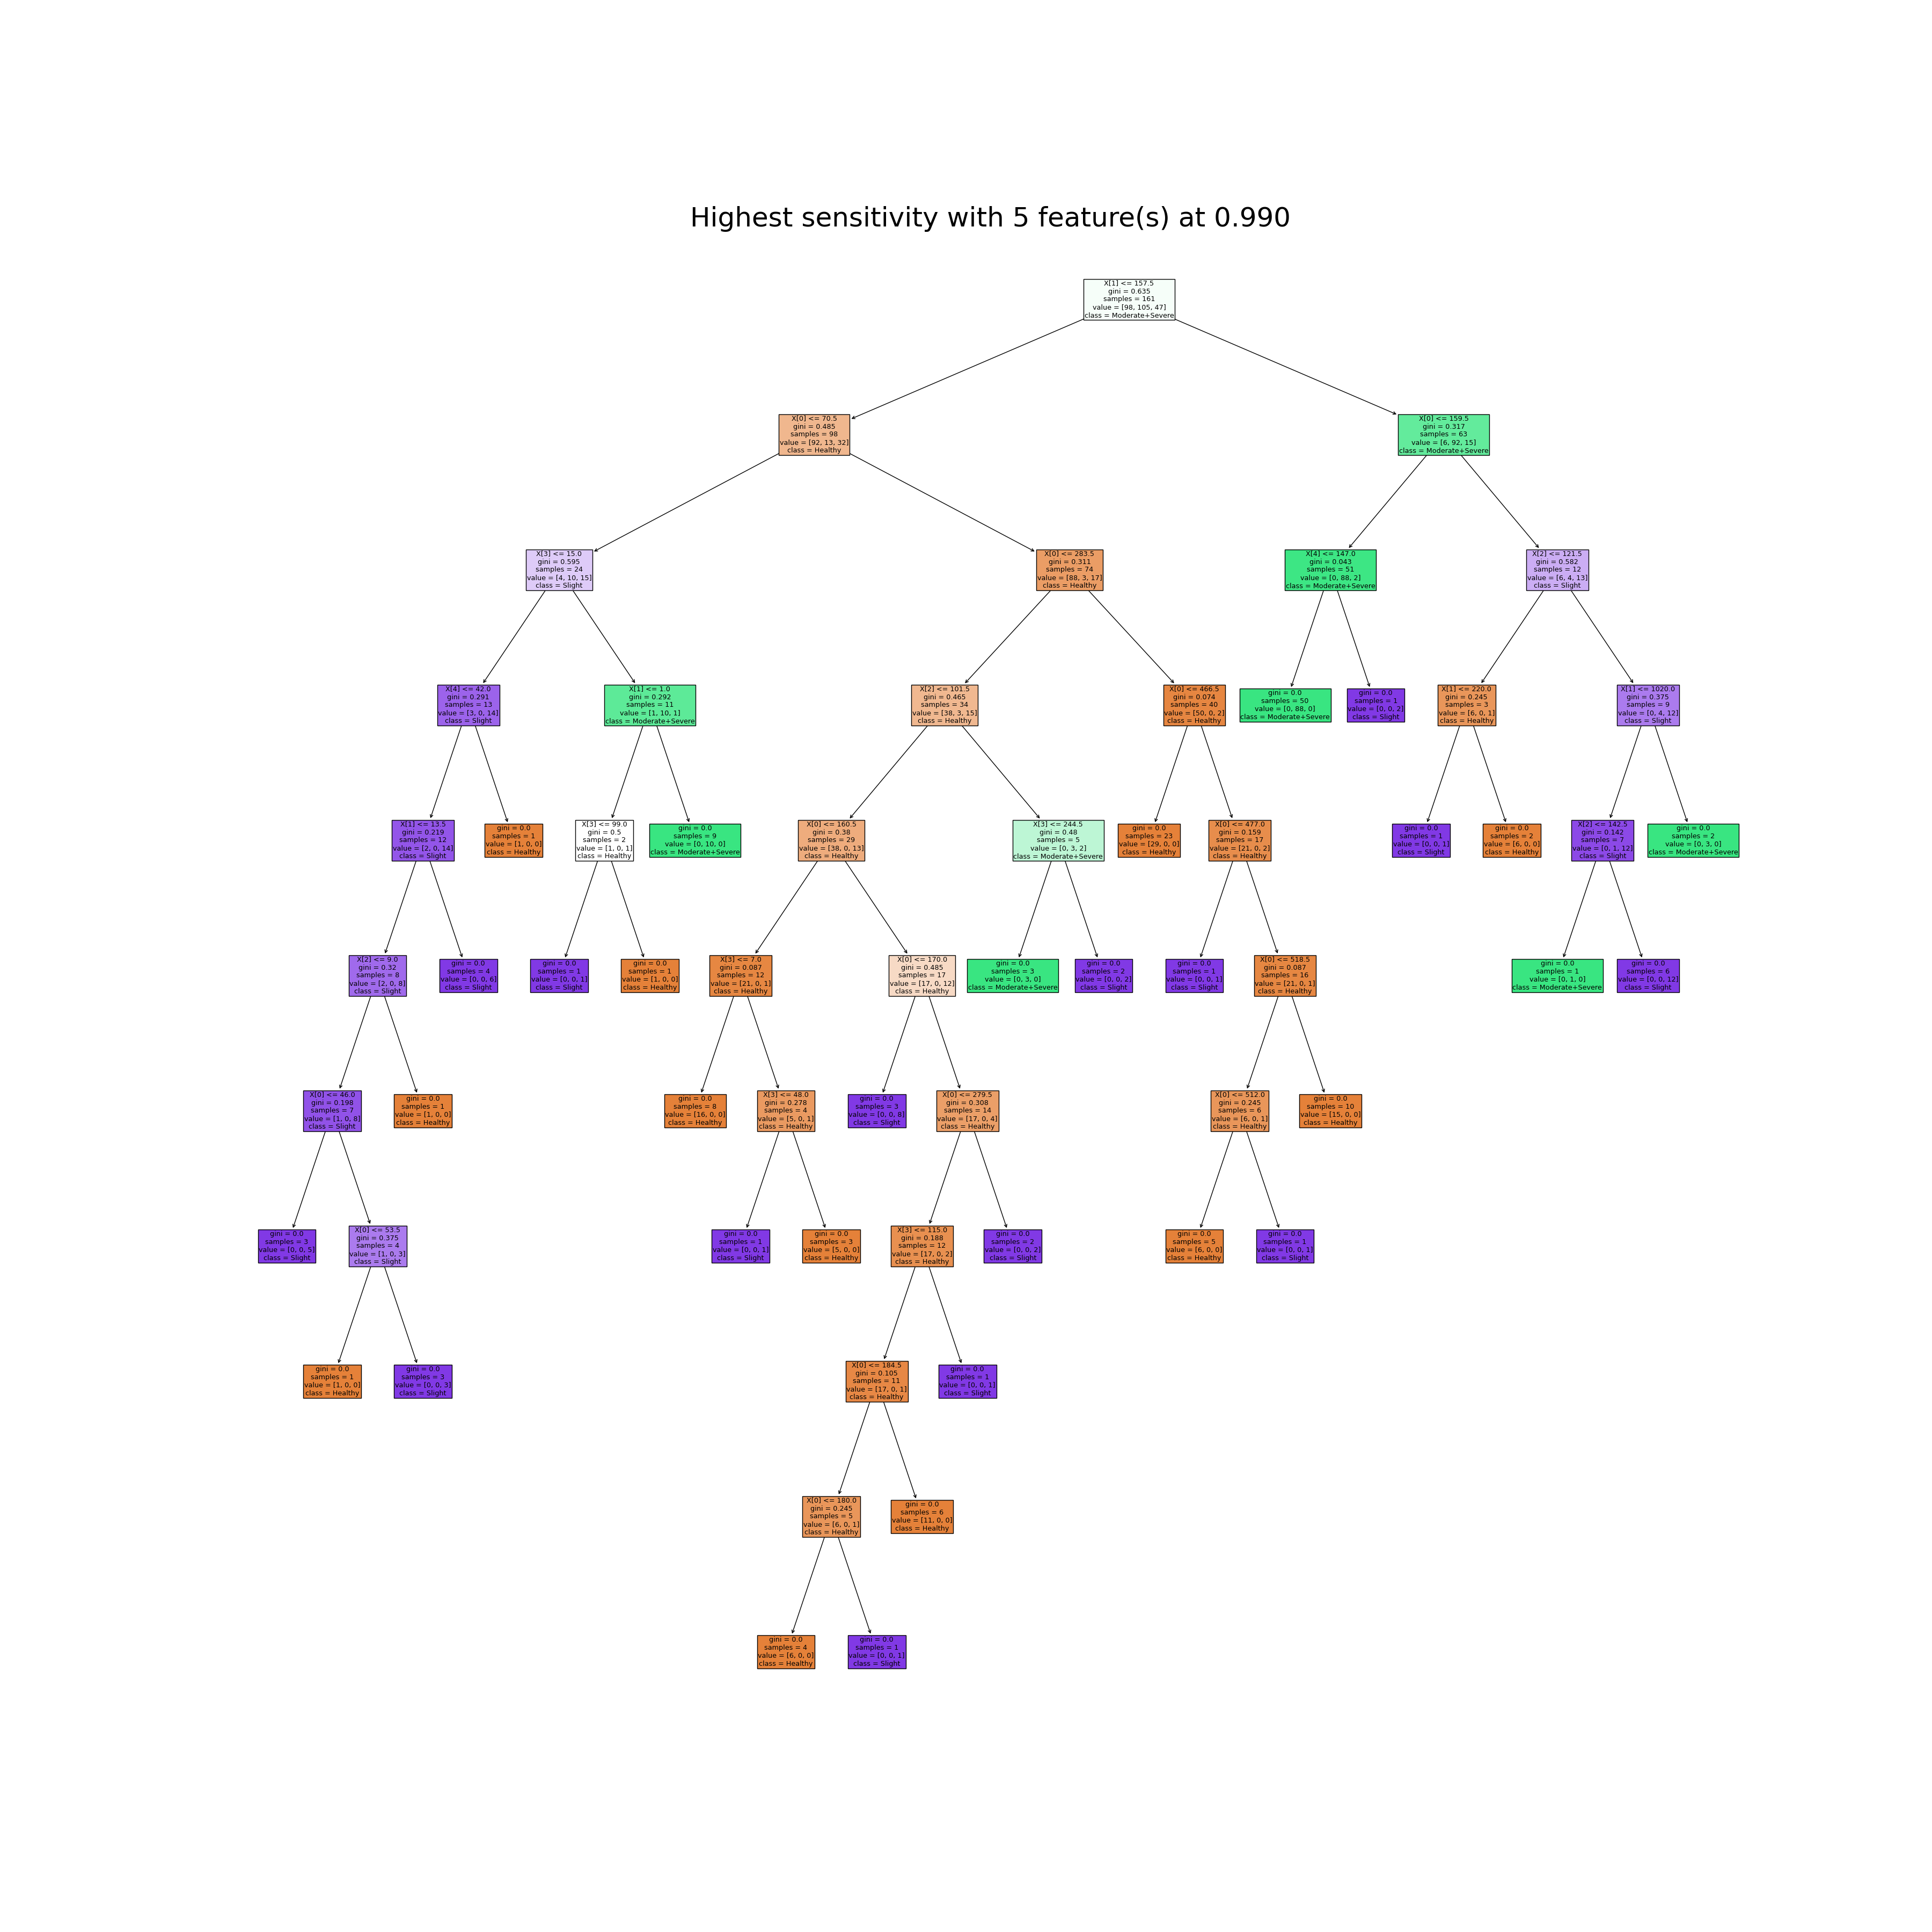 Highest sensitivity with 5 feature(s) at 0.990
X[1] <= 157.5
gini = 0.635
samples = 161
value = [98, 105, 47]
class = Moderate+Severe
X[0] <= 70.5
gini = 0.485
samples = 98
value = [92, 13, 32]
class = Healthy
X[0] <= 159.5
gini = 0.317
samples = 63
value = [6, 92, 15]
class = Moderate+Severe
X[3] <= 15.0
gini = 0.595
samples = 24
value = [4, 10, 15]
class = Slight
X[0] <= 283.5
gini = 0.311
samples = 74
value = [88, 3, 17]
class = Healthy
X[4] <= 147.0
gini = 0.043
samples = 51
value = [0, 88, 2]
class = Moderate+Severe
X[2] <= 121.5
gini = 0.582
samples = 12
value = [6, 4, 13]
class = Slight
X[4] <= 42.0
gini = 0.291
samples = 13
value = [3, 0, 14]
class = Slight
X[1] <= 1.0
gini = 0.292
samples = 11
value = [1, 10, 1]
class = Moderate+Severe
X[2] <= 101.5
gini = 0.465
samples = 34
value = [38, 3, 15]
class = Healthy
X[0] <= 466.5
gini = 0.074
samples = 40
value = [50, 0, 2]
class = Healthy
gini = 0.0
samples = 50
value = [0, 88, 0]
class = Moderate+Severe
gini = 0.0
samples = 1
value = [0, 0, 2]
class = Slight
X[1] <= 220.0
gini = 0.245
samples = 3
value = [6, 0, 1]
class = Healthy
X[1] <= 1020.0
gini = 0.375
samples = 9
value = [0, 4, 12]
class = Slight
X[1] <= 13.5
gini = 0.219
samples = 12
value = [2, 0, 14]
class = Slight
gini = 0.0
samples = 1
value = [1, 0, 0]
class = Healthy
X[3] <= 99.0
gini = 0.5
samples = 2
value = [1, 0, 1]
class = Healthy
gini = 0.0
samples = 9
value = [0, 10, 0]
class = Moderate+Severe
X[0] <= 160.5
gini = 0.38
samples = 29
value = [38, 0, 13]
class = Healthy
X[3] <= 244.5
gini = 0.48
samples = 5
value = [0, 3, 2]
class = Moderate+Severe
gini = 0.0
samples = 23
value = [29, 0, 0]
class = Healthy
X[0] <= 477.0
gini = 0.159
samples = 17
value = [21, 0, 2]
class = Healthy
gini = 0.0
samples = 1
value = [0, 0, 1]
class = Slight
gini = 0.0
samples = 2
value = [6, 0, 0]
class = Healthy
X[2] <= 142.5
gini = 0.142
samples = 7
value = [0, 1, 12]
class = Slight
gini = 0.0
samples = 2
value = [0, 3, 0]
class = Moderate+Severe
X[2] <= 9.0
gini = 0.32
samples = 8
value = [2, 0, 8]
class = Slight
gini = 0.0
samples = 4
value = [0, 0, 6]
class = Slight
gini = 0.0
samples = 1
value = [0, 0, 1]
class = Slight
gini = 0.0
samples = 1
value = [1, 0, 0]
class = Healthy
X[3] <= 7.0
gini = 0.087
samples = 12
value = [21, 0, 1]
class = Healthy
X[0] <= 170.0
gini = 0.485
samples = 17
value = [17, 0, 12]
class = Healthy
gini = 0.0
samples = 3
value = [0, 3, 0]
class = Moderate+Severe
gini = 0.0
samples = 2
value = [0, 0, 2]
class = Slight
gini = 0.0
samples = 1
value = [0, 0, 1]
class = Slight
X[0] <= 518.5
gini = 0.087
samples = 16
value = [21, 0, 1]
class = Healthy
gini = 0.0
samples = 1
value = [0, 1, 0]
class = Moderate+Severe
gini = 0.0
samples = 6
value = [0, 0, 12]
class = Slight
X[0] <= 46.0
gini = 0.198
samples = 7
value = [1, 0, 8]
class = Slight
gini = 0.0
samples = 1
value = [1, 0, 0]
class = Healthy
gini = 0.0
samples = 8
value = [16, 0, 0]
class = Healthy
X[3] <= 48.0
gini = 0.278
samples = 4
value = [5, 0, 1]
class = Healthy
gini = 0.0
samples = 3
value = [0, 0, 8]
class = Slight
X[0] <= 279.5
gini = 0.308
samples = 14
value = [17, 0, 4]
class = Healthy
X[0] <= 512.0
gini = 0.245
samples = 6
value = [6, 0, 1]
class = Healthy
gini = 0.0
samples = 10
value = [15, 0, 0]
class = Healthy
gini = 0.0
samples = 3
value = [0, 0, 5]
class = Slight
X[0] <= 53.5
gini = 0.375
samples = 4
value = [1, 0, 3]
class = Slight
gini = 0.0
samples = 1
value = [0, 0, 1]
class = Slight
gini = 0.0
samples = 3
value = [5, 0, 0]
class = Healthy
X[3] <= 115.0
gini = 0.188
samples = 12
value = [17, 0, 2]
class = Healthy
gini = 0.0
samples = 2
value = [0, 0, 2]
class = Slight
gini = 0.0
samples = 5
value = [6, 0, 0]
class = Healthy
gini = 0.0
samples = 1
value = [0, 0, 1]
class = Slight
gini = 0.0
samples = 1
value = [1, 0, 0]
class = Healthy
gini = 0.0
samples = 3
value = [0, 0, 3]
class = Slight
X[0] <= 184.5
gini = 0.105
samples = 11
value = [17, 0, 1]
class = Healthy
gini = 0.0
samples = 1
value = [0, 0, 1]
class = Slight
X[0] <= 180.0
gini = 0.245
samples = 5
value = [6, 0, 1]
class = Healthy
gini = 0.0
samples = 6
value = [11, 0, 0]
class = Healthy
gini = 0.0
samples = 4
value = [6, 0, 0]
class = Healthy
gini = 0.0
samples = 1
value = [0, 0, 1]
class = Slight